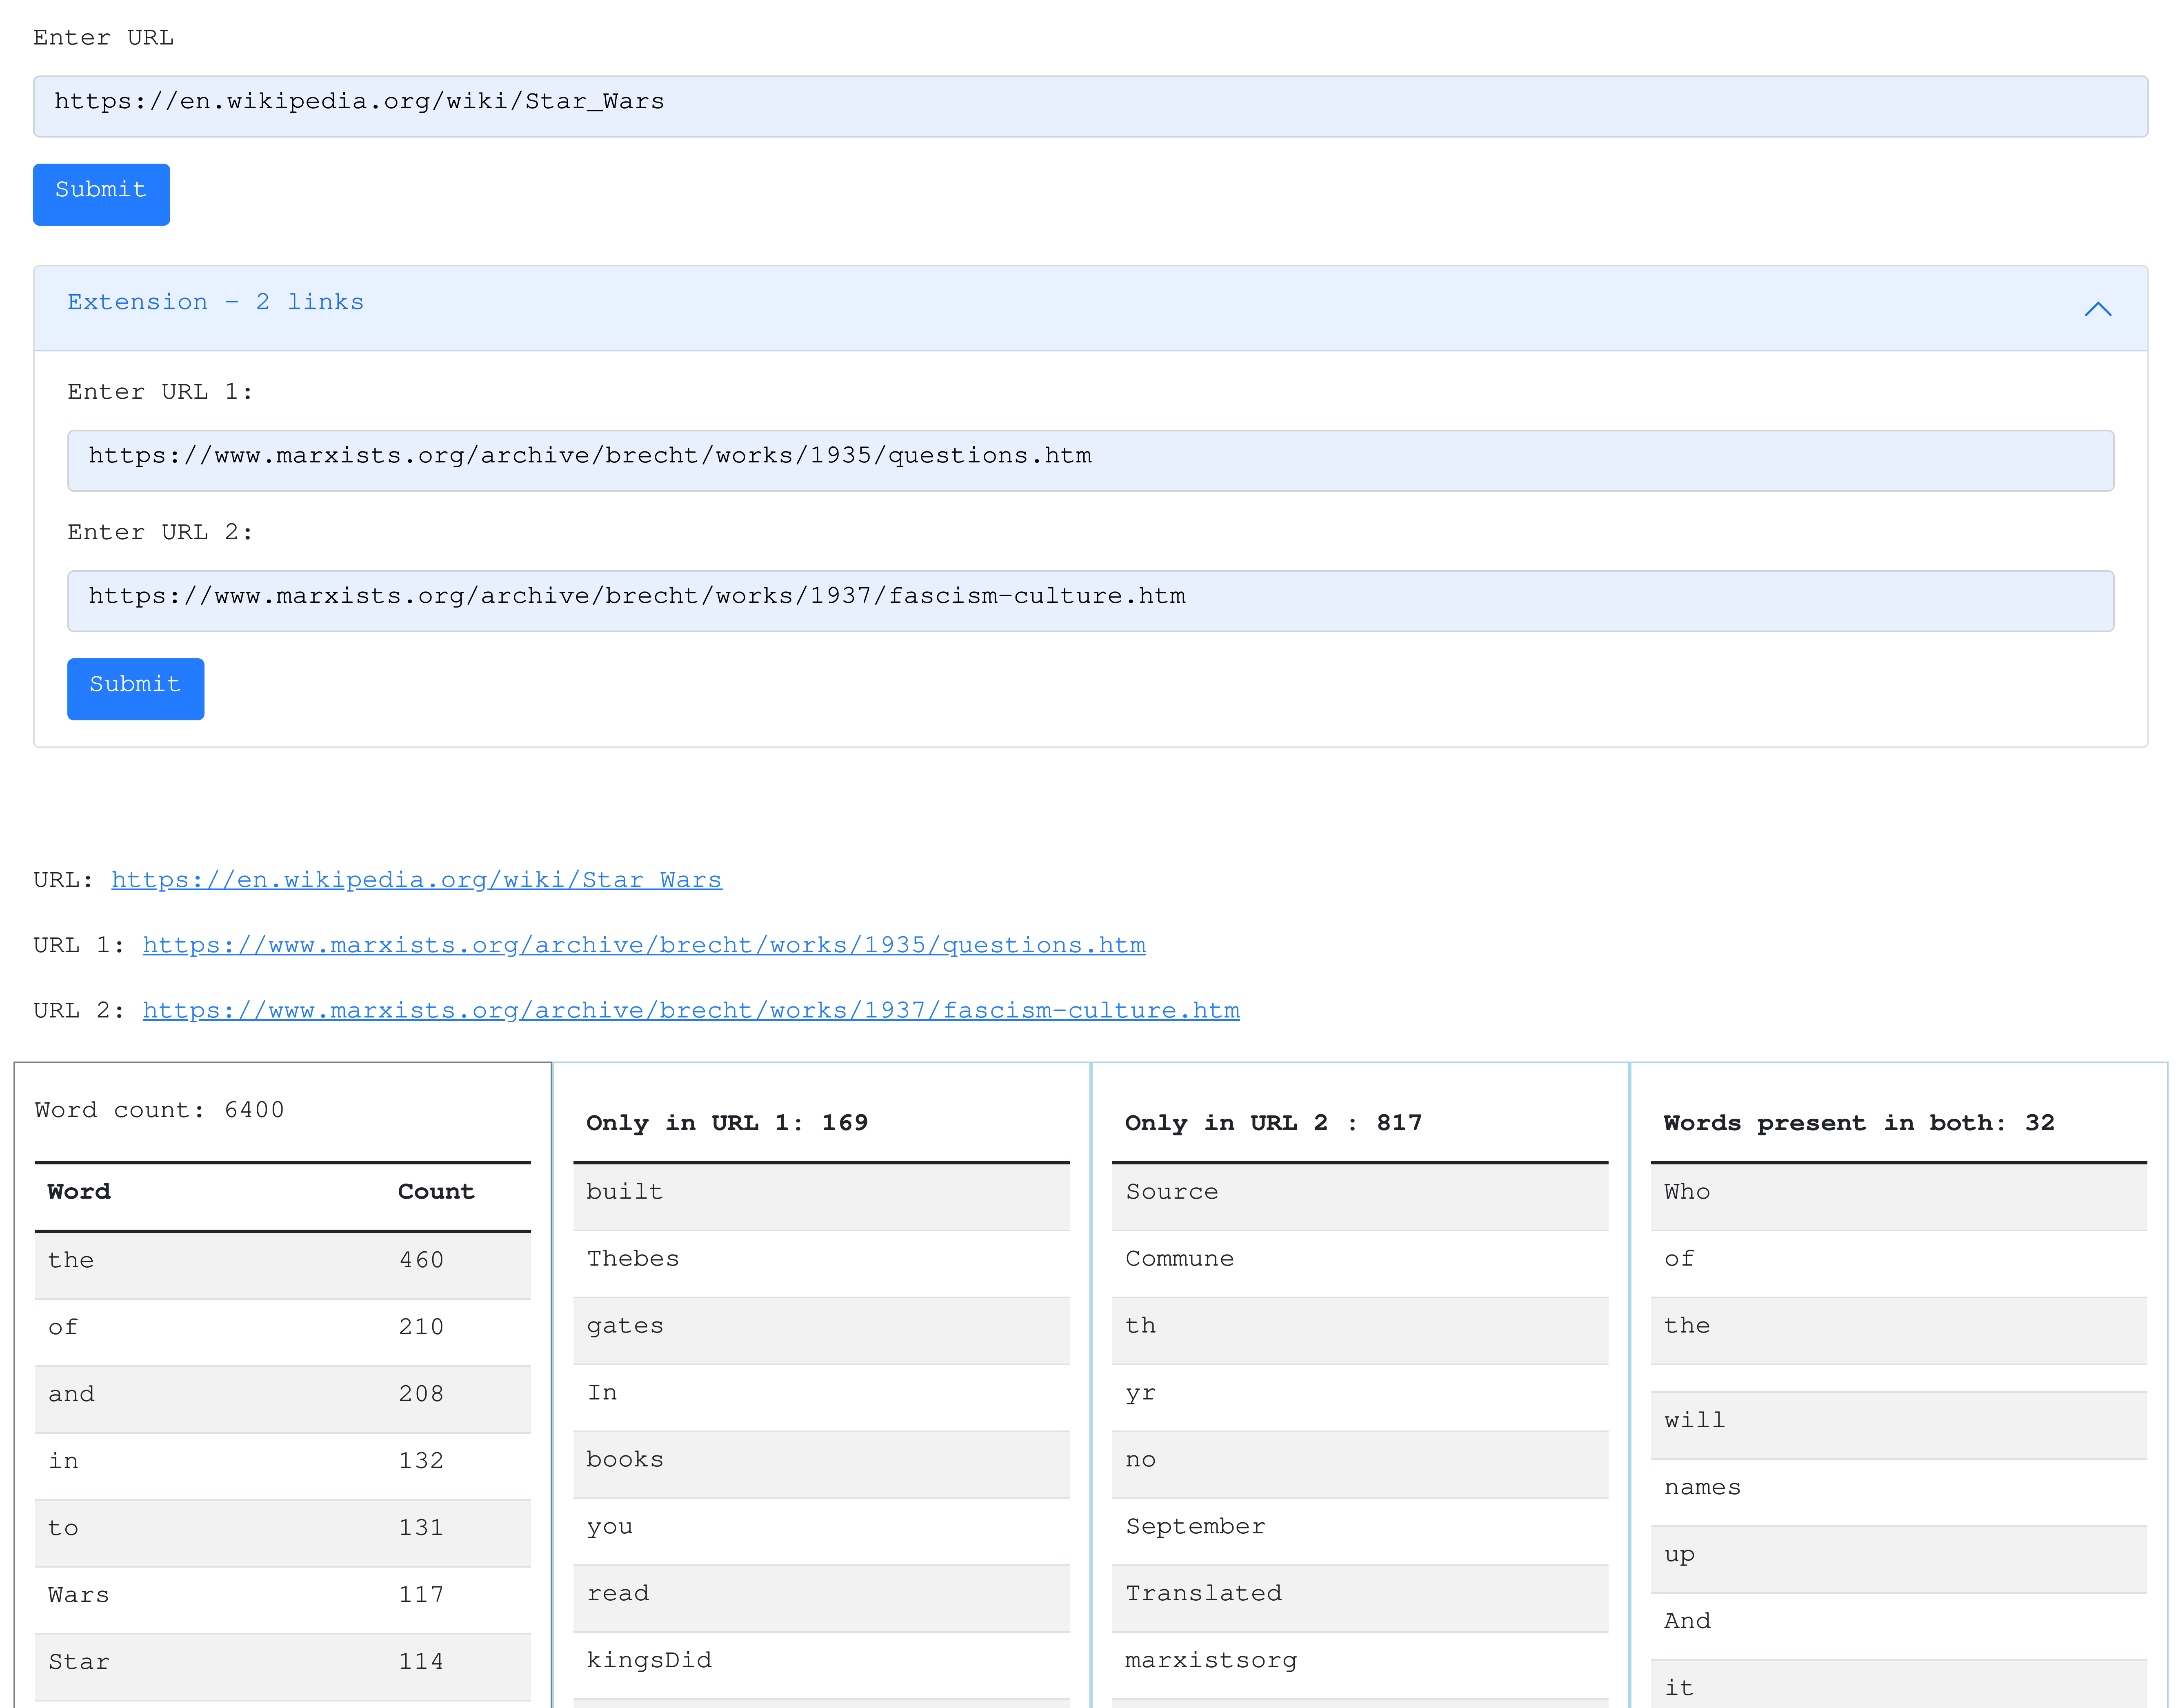 Enter URL
https://en.wikipedia.org/wiki/Star_Wars
Submit
Extension - 2 links
Enter URL 1:
https://www.marxists.org/archive/brecht/works/1935/questions.htm
Enter URL 2:
https://www.marxists.org/archive/brecht/works/1937/fascism-culture.htm
Submit
URL: https://en.wikipedia.org/wiki/Star_Wars
URL 1: https://www.marxists.org/archive/brecht/works/1935/questions.htm
URL 2: https://www.marxists.org/archive/brecht/works/1937/fascism-culture.htm
Word count: 6400
Word Count
the 460
of 210
and 208
in 132
to 131
Wars 117
Star 114
Only in URL 1: 169
built
Thebes
gates
In
books
you
read
kingsDid
Only in URL 2 : 817
Source
Commune
th
yr
no
September
Translated
marxistsorg
Words present in both: 32
Who
of
the
will
names
up
And
it